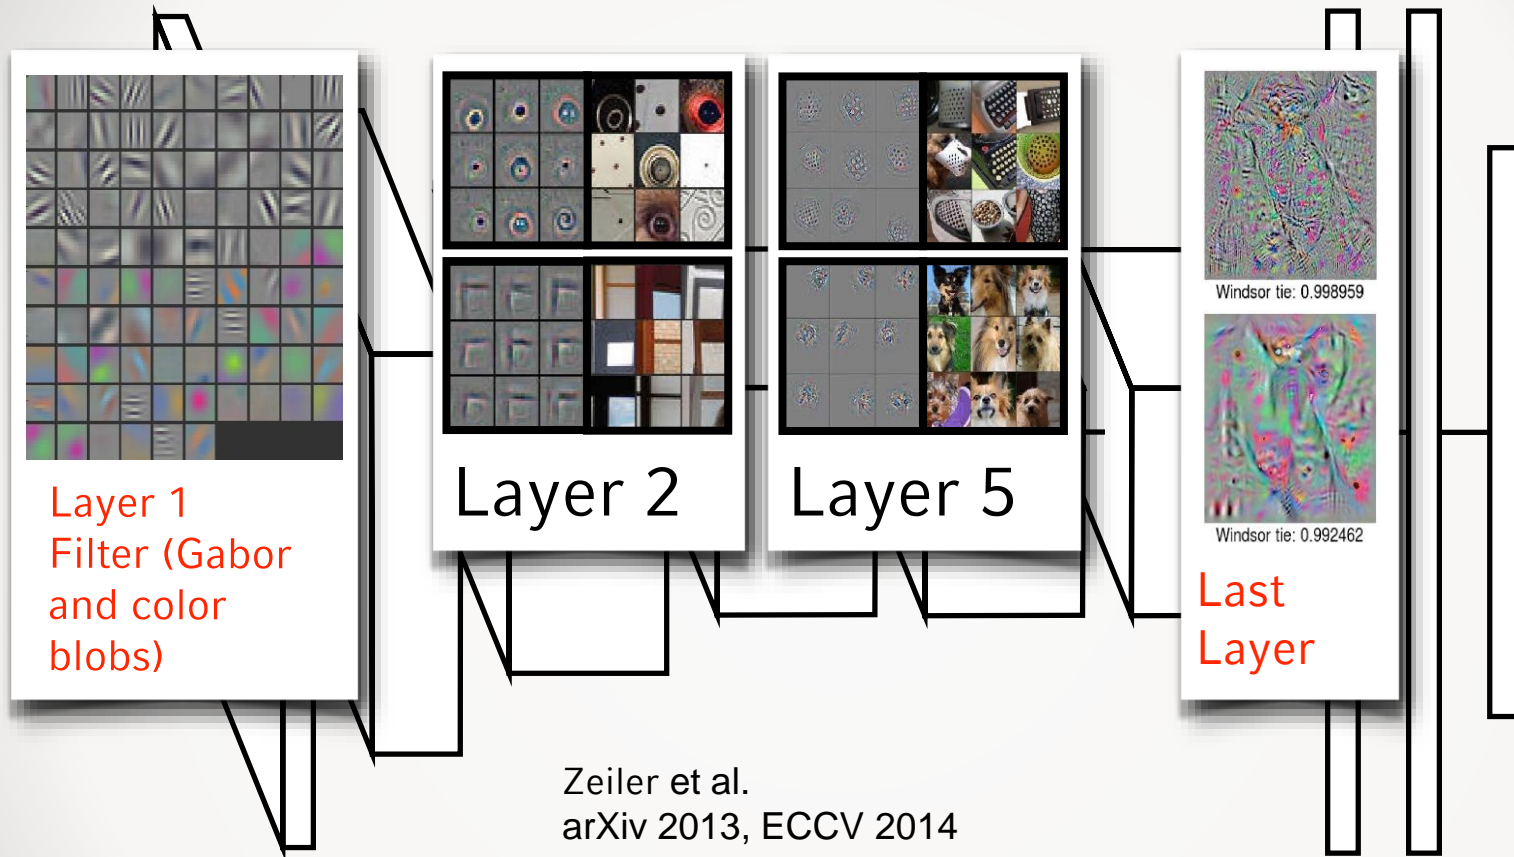 Layer 1
Filter (Gabor
and color
blobs)
Layer 2
Layer 5
Windsor tie: 0.998959
Windsor tie: 0.992462
Last
Layer
Zeiler et al.
arXiv 2013, ECCV 2014